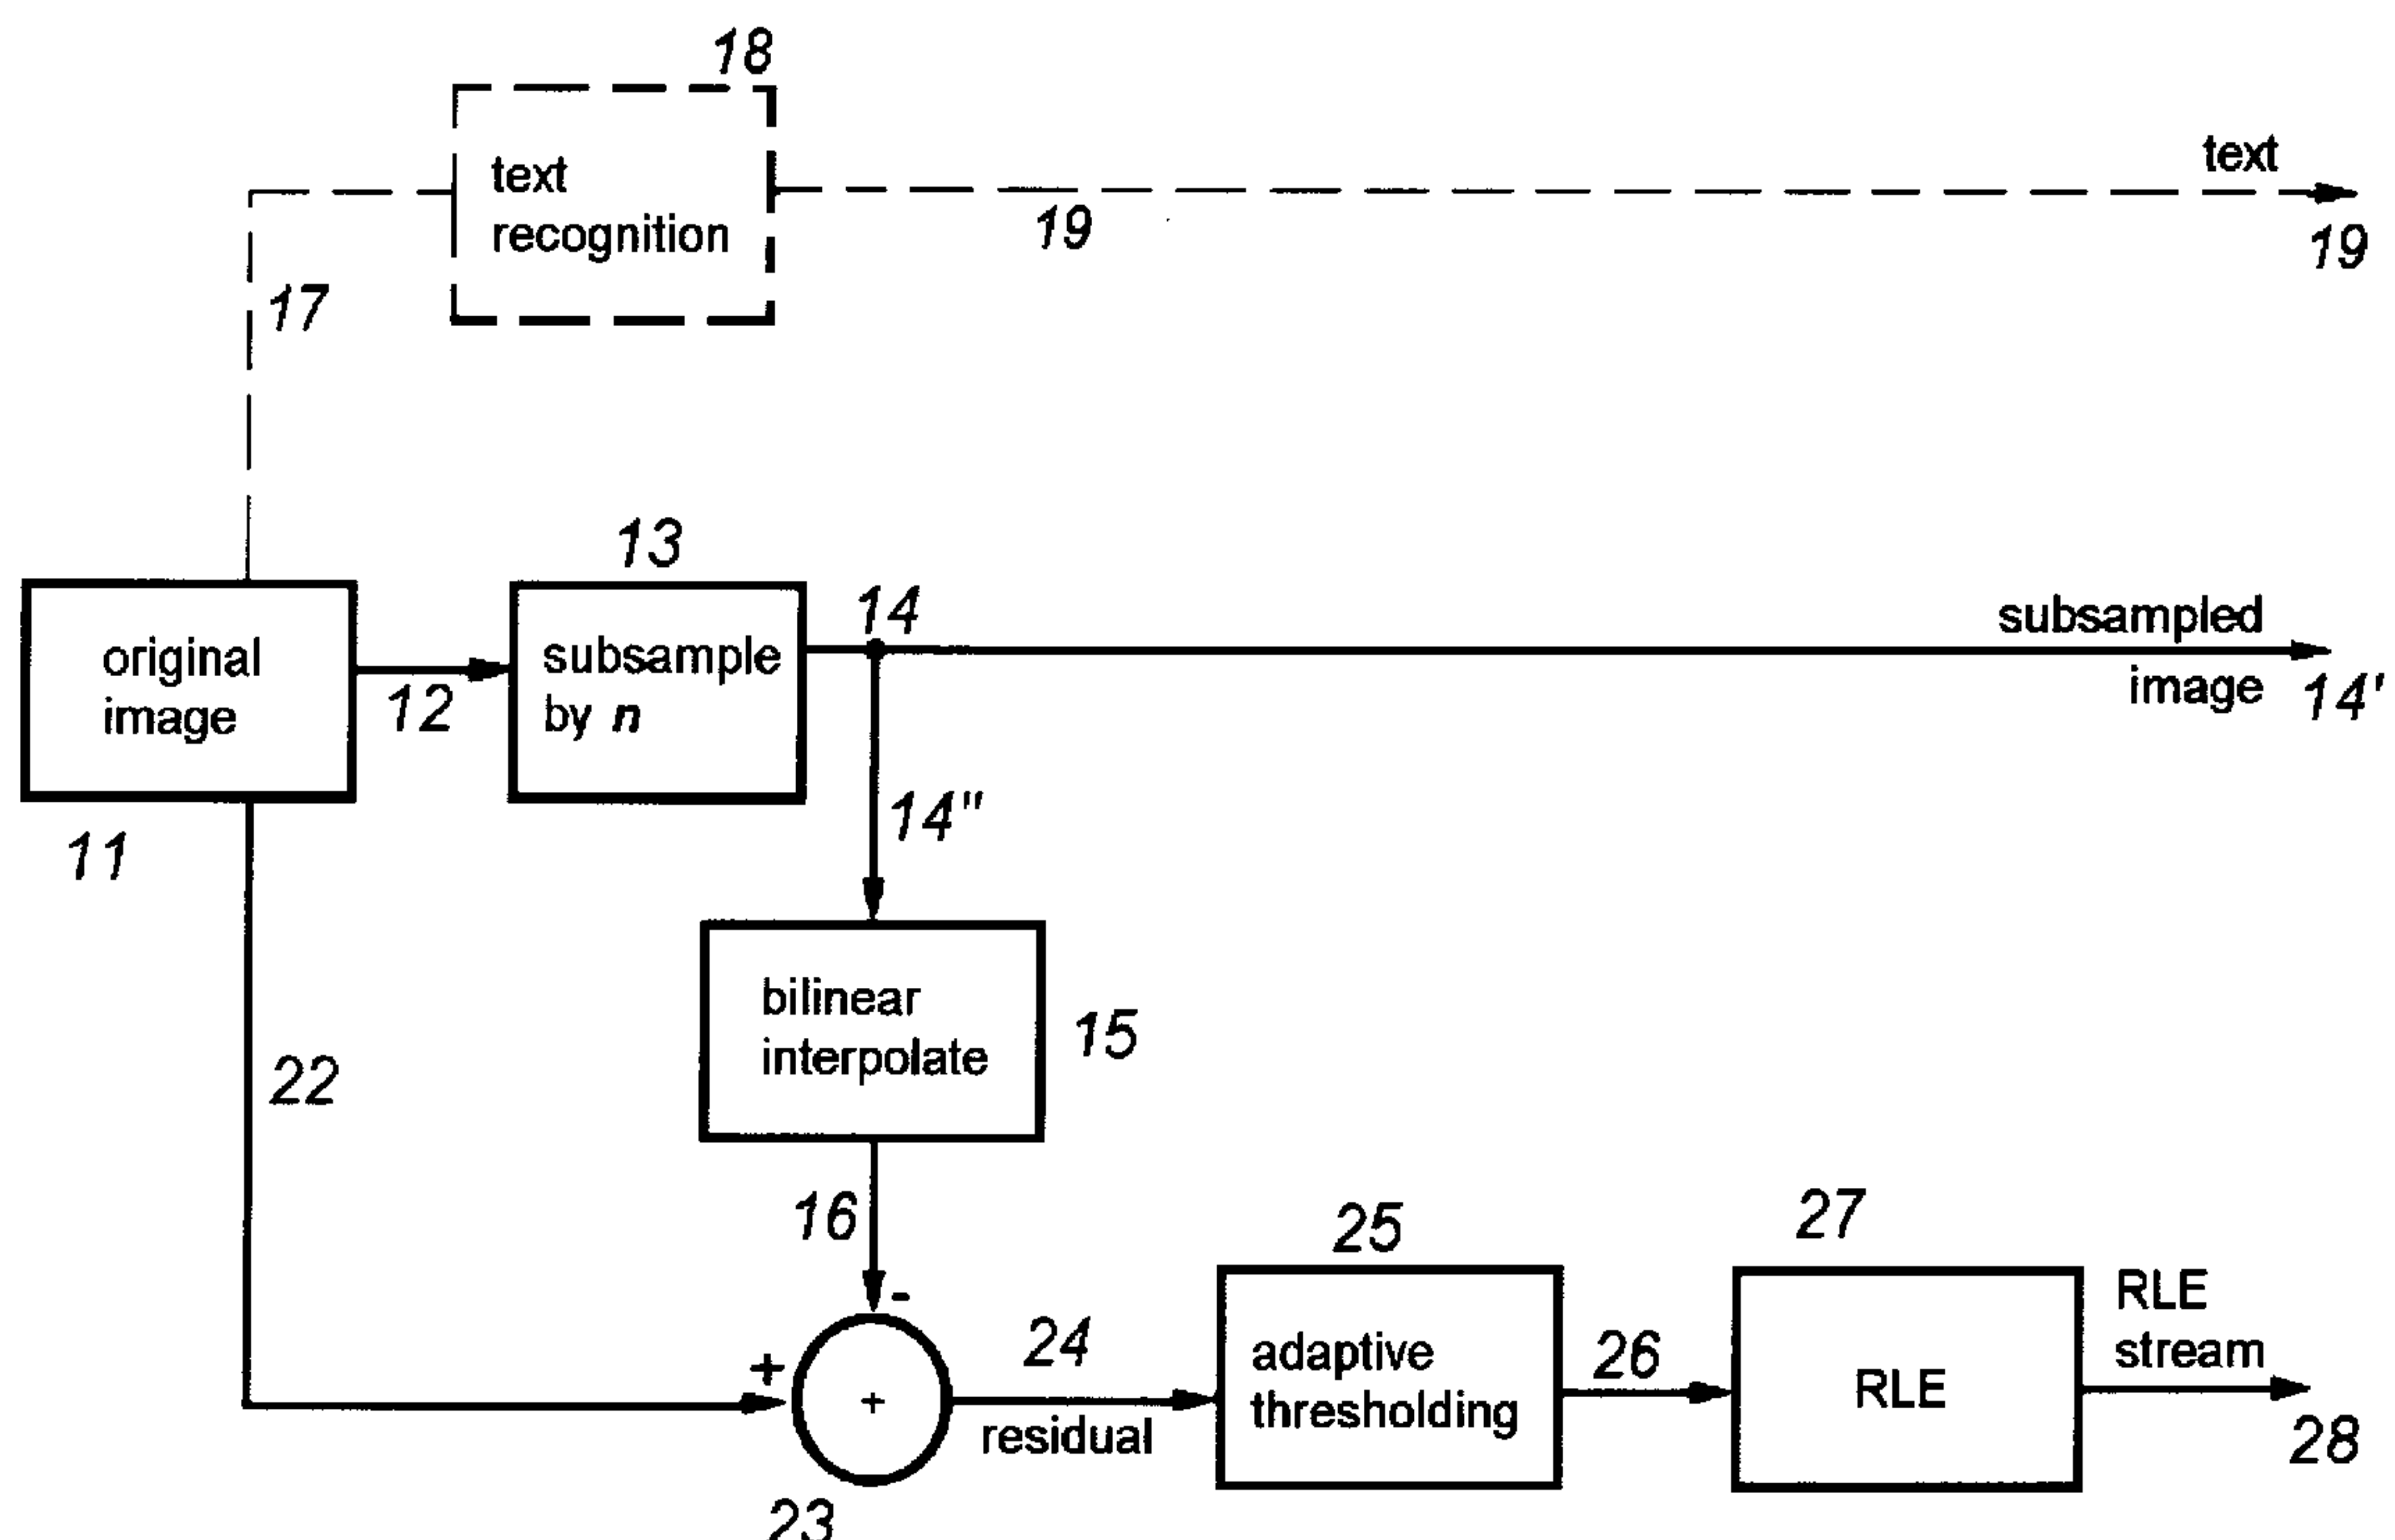 18
text
recognition
text
19
19
17
13
14
original
image
12
subsample
by n
subsampled
image
14'
11
14"
bilinear
interpolate
15
22
16
-
25
27
24
+
+
residual
adaptive
thresholding
26
RLE
RLE
stream
28
23